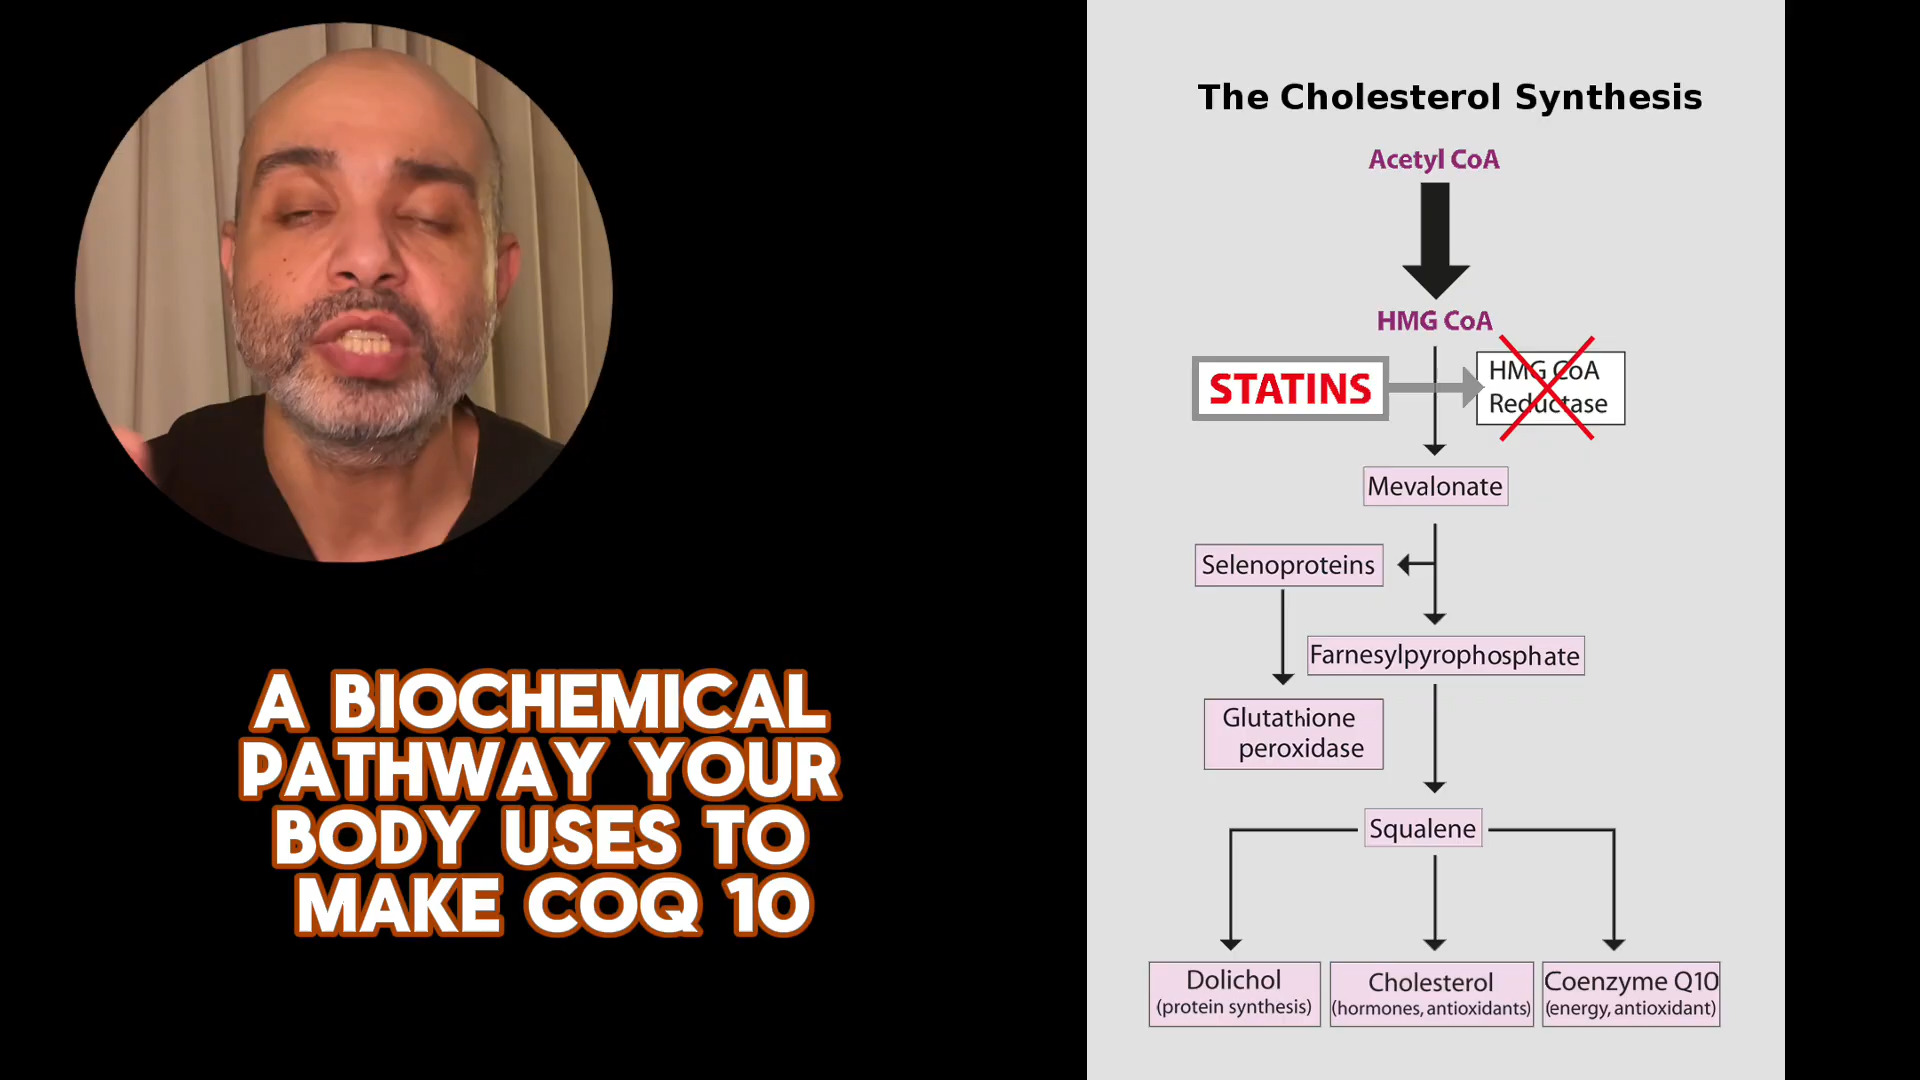 A BIOCHEMICAL
PATHWAY YOUR
BODY USES TO
MAKE COQ 10
The Cholesterol Synthesis
Acetyl CoA
HMG CoA
STATINS
HMG CoA
Reductase
Mevalonate
Selenoproteins
Farnesylpyrophosphate
Glutathione
peroxidase
Squalene
Dolichol
(protein synthesis)
Cholesterol
(hormones, antioxidants)
Coenzyme Q10
(energy, antioxidant)